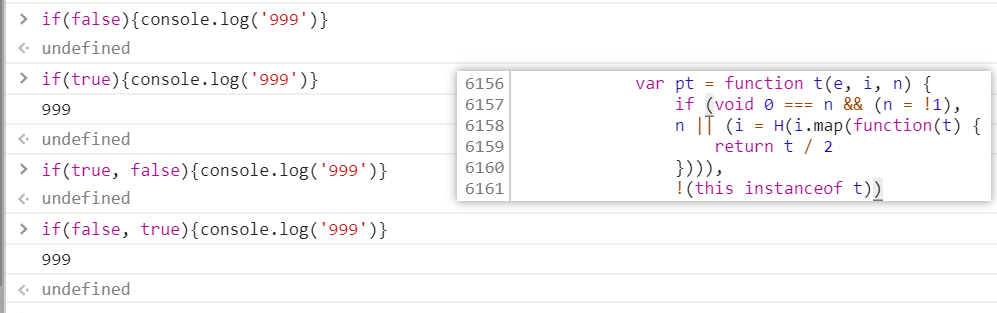 > if(false){console.log('999')}
<· undefined
> if(true){console.log('999')}
999
<· undefined
> if(true, false){console.log('999')}
<· undefined
> if(false, true){console.log('999')}
999
<· undefined
6156 var pt = function t(e, i, n) {
6157 if (void 0 === n && (n = !1),
6158 n || (i = H(i.map(function(t) {
6159 return t / 2
6160 }))),
6161 !(this instanceof t))